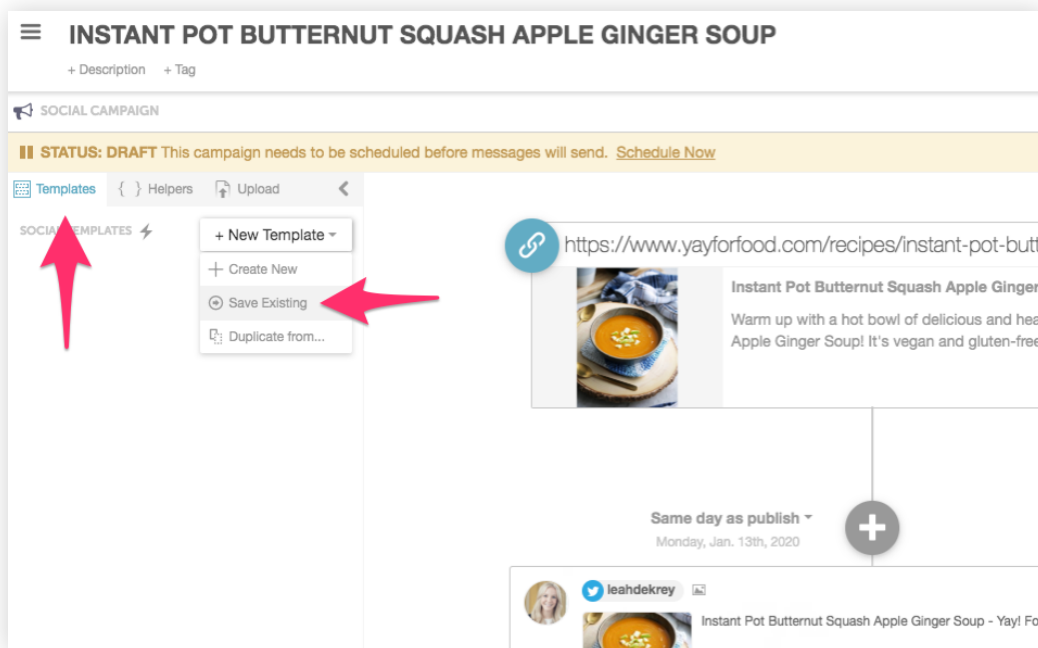 INSTANT POT BUTTERNUT SQUASH APPLE GINGER SOUP
+ Description + Tag
SOCIAL CAMPAIGN
STATUS: DRAFT This campaign needs to be scheduled before messages will send. Schedule Now
Templates { } Helpers Upload
SOCIAL TEMPLATES
+ New Template
+ Create New
Save Existing
Duplicate from...
https://www.yayforfood.com/recipes/instant-pot-butt
Instant Pot Butternut Squash Apple Ginger
Warm up with a hot bowl of delicious and hea
Apple Ginger Soup! It's vegan and gluten-free
Same day as publish
Monday, Jan. 13th, 2020
leahdekrey
Instant Pot Butternut Squash Apple Ginger Soup - Yay! Fo